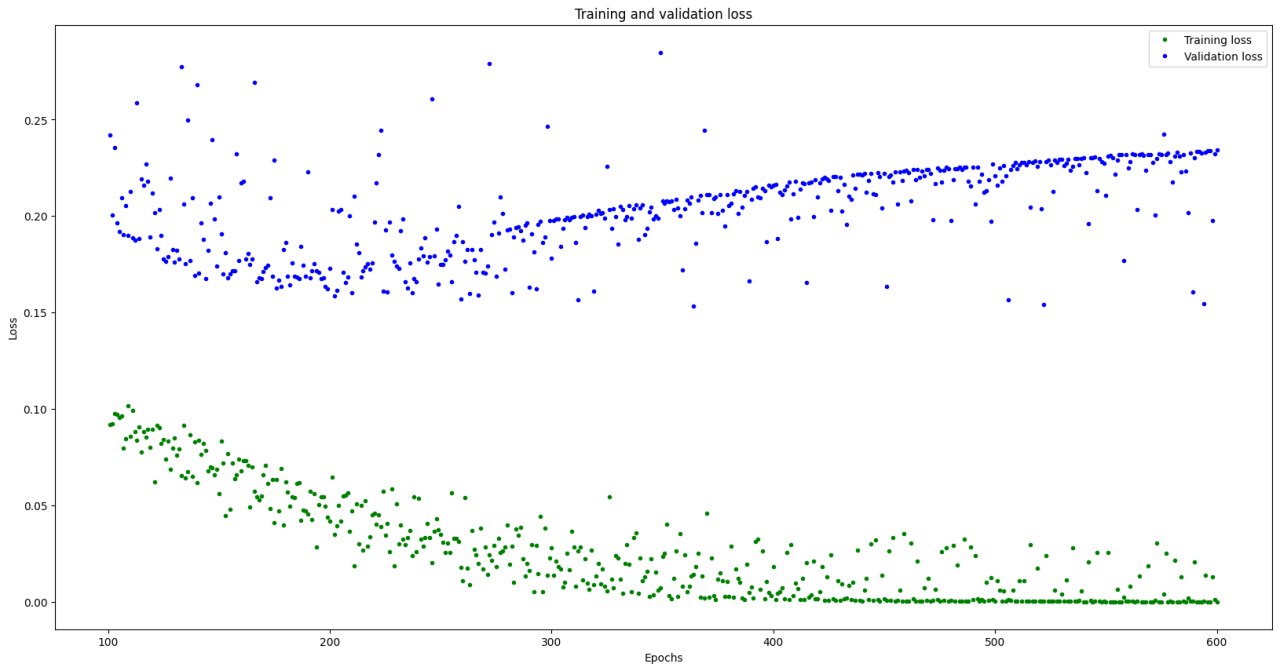 Training and validation loss
Training loss
Validation loss
0.25
0.20
0.15
0.10
0.05
0.00
Loss
100 200 300 400 500 600
Epochs